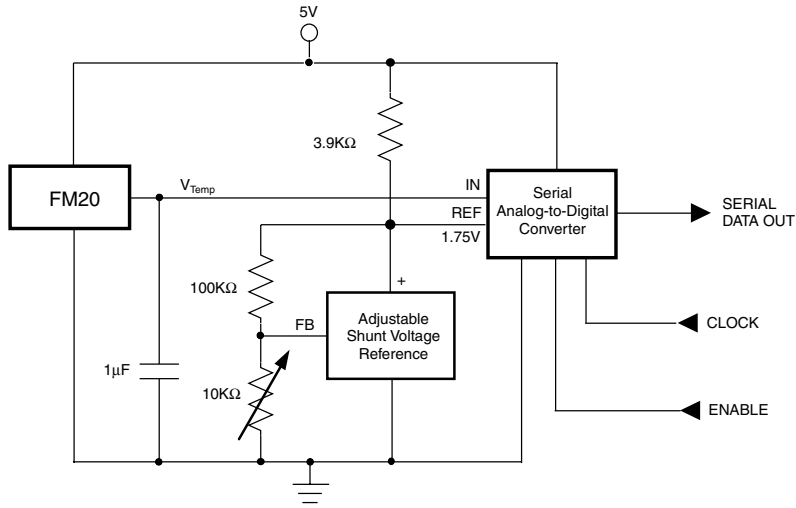 5V
3.9KΩ
FM20
VTemp
IN
Serial
Analog-to-Digital
Converter
REF
1.75V
SERIAL
DATA OUT
100KΩ
+
FB
Adjustable
Shunt Voltage
Reference
CLOCK
1μF
10KΩ
ENABLE